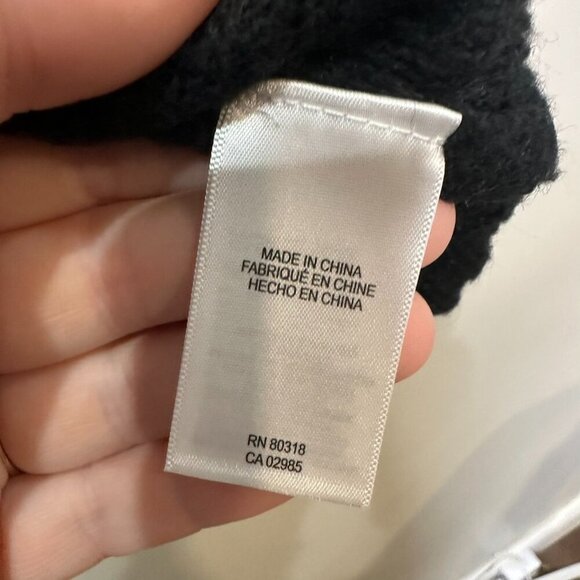 MADE IN CHINA
FABRIQUÉ EN CHINE
HECHO EN CHINA
RN 80318
CA 02985